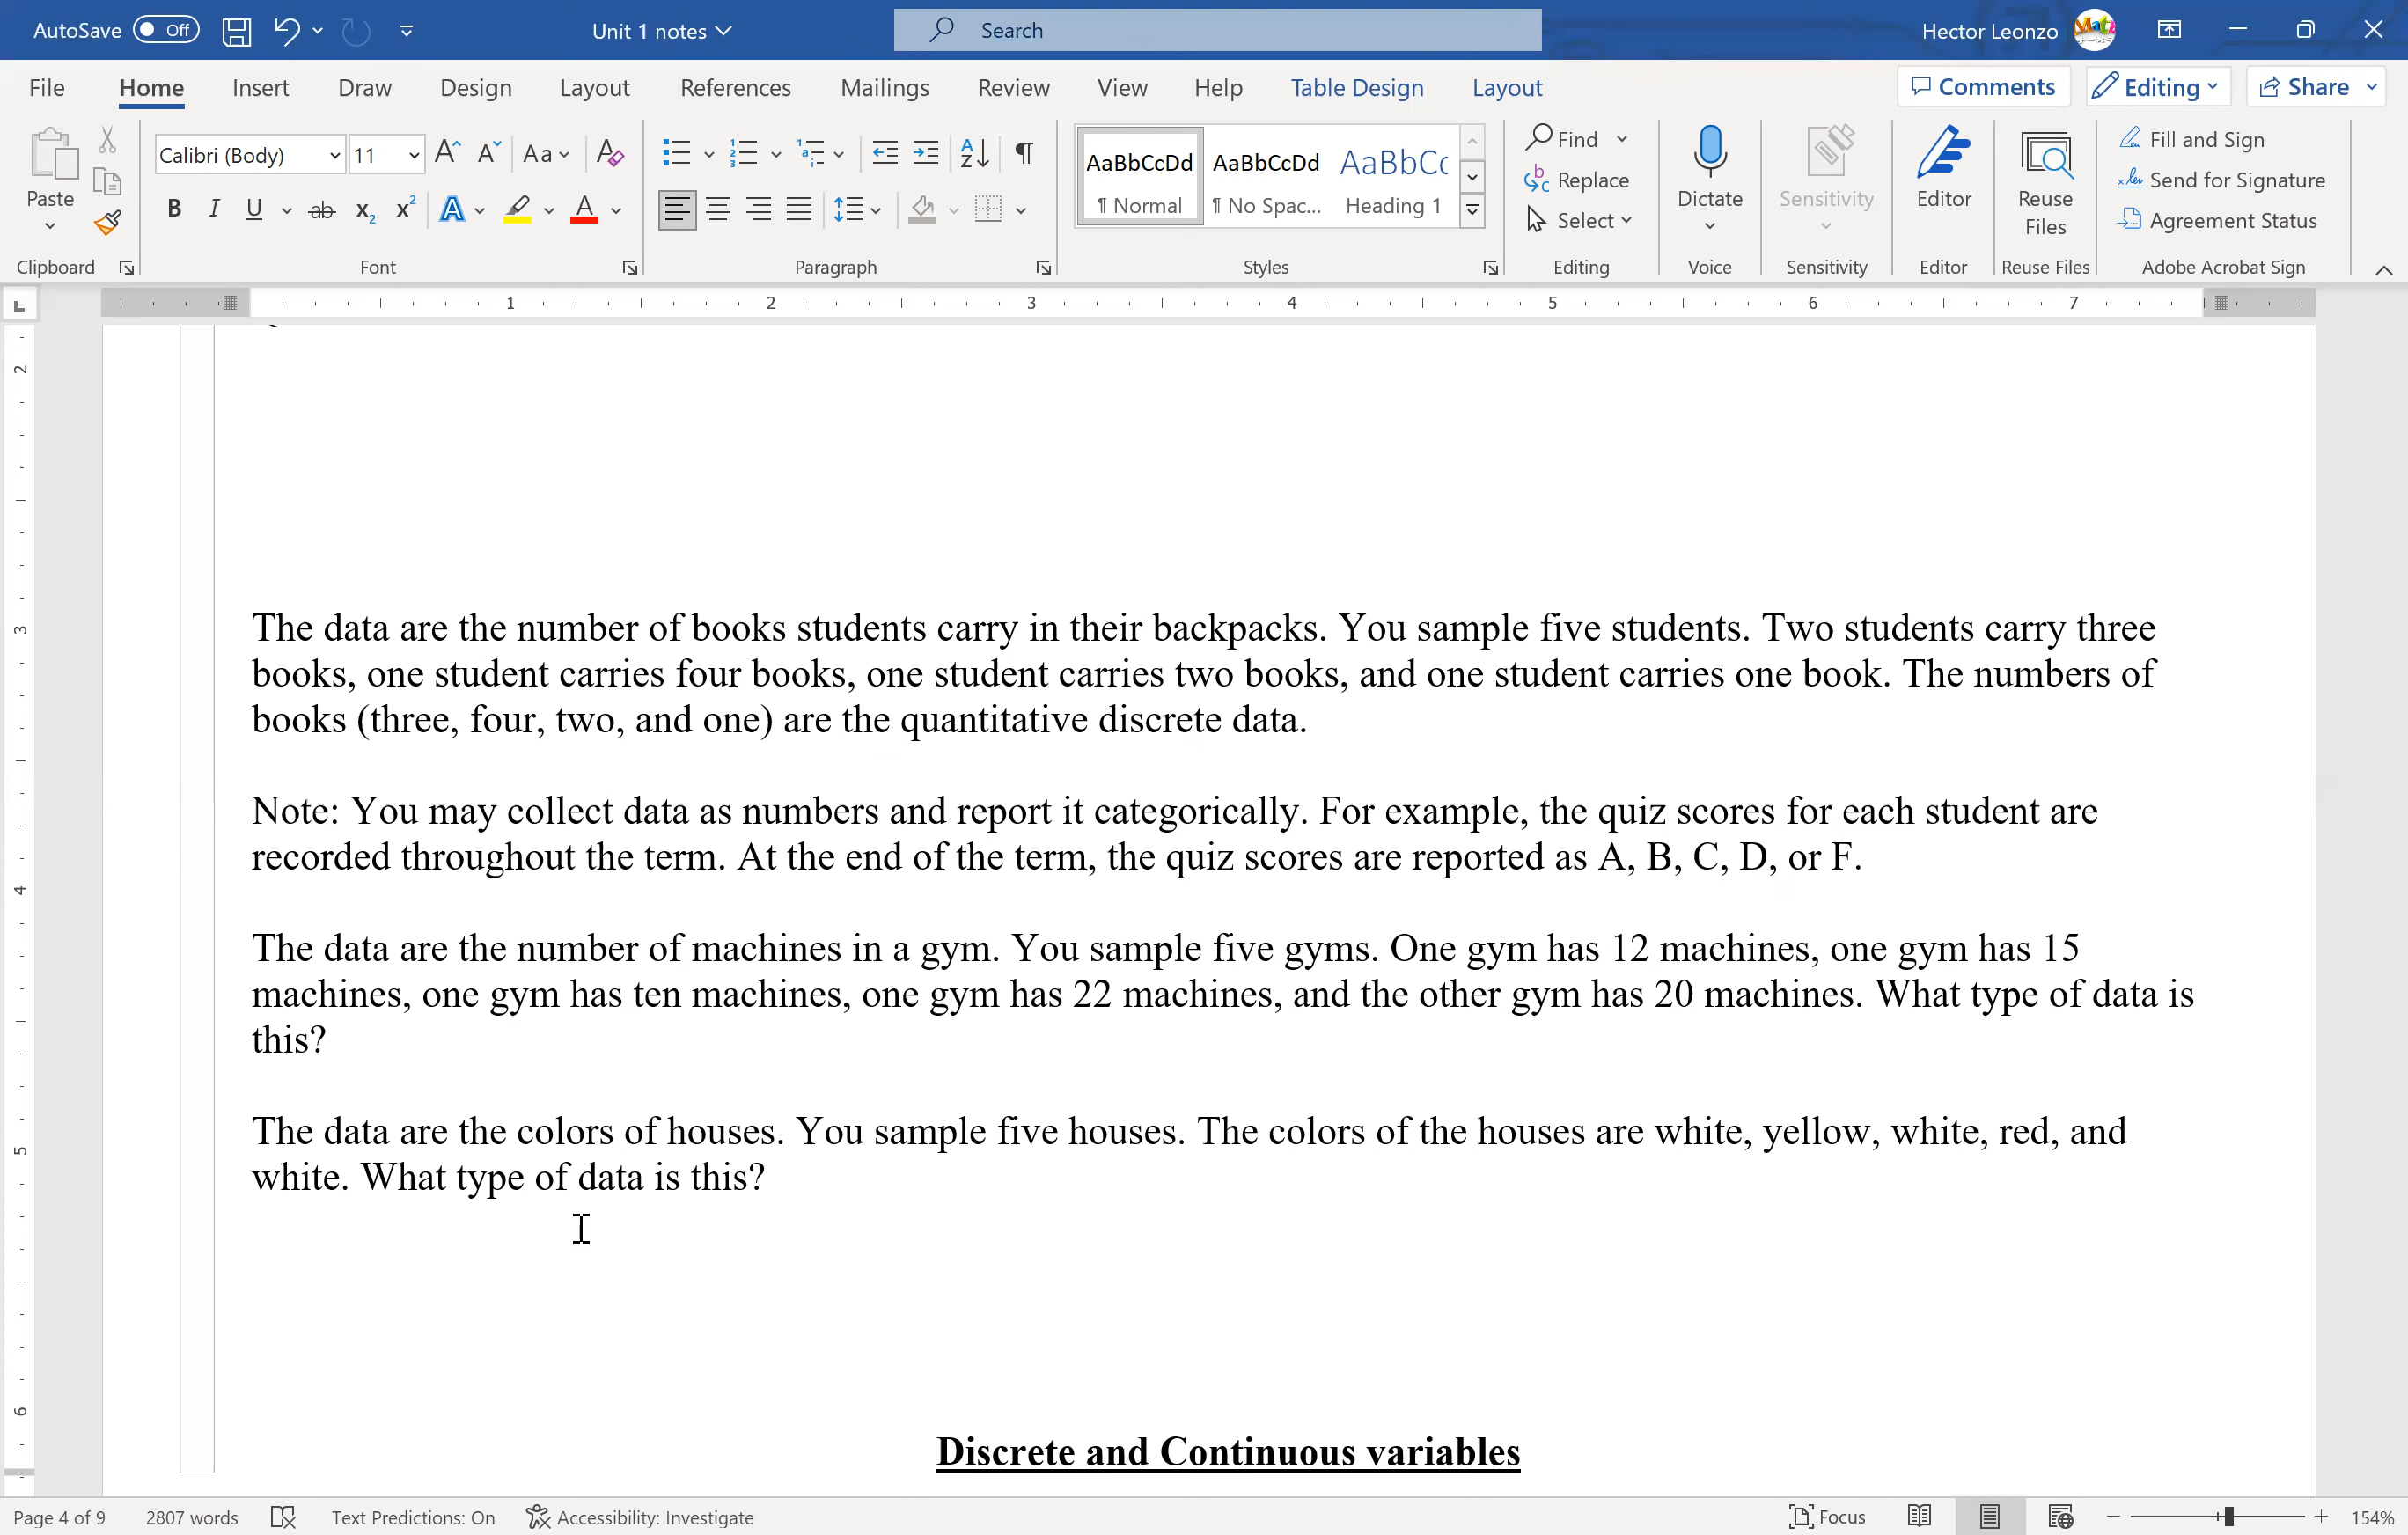 AutoSave Off Unit 1 notes Search Hector Leonzo
File Home Insert Draw Design Layout References Mailings Review View Help Table Design Layout Comments Editing Share
Paste Calibri (Body) 11 Aa AaBbCcDd AaBbCcDd AaBbCc Find Replace Select Dictate Sensitivity Editor Reuse Files Fill and Sign Send for Signature Agreement Status
¶ Normal ¶ No Spac... Heading 1
Clipboard Font Paragraph Styles Editing Voice Sensitivity Editor Reuse Files Adobe Acrobat Sign
1 2 3 4 5 6 7
The data are the number of books students carry in their backpacks. You sample five students. Two students carry three
books, one student carries four books, one student carries two books, and one student carries one book. The numbers of
books (three, four, two, and one) are the quantitative discrete data.
Note: You may collect data as numbers and report it categorically. For example, the quiz scores for each student are
recorded throughout the term. At the end of the term, the quiz scores are reported as A, B, C, D, or F.
The data are the number of machines in a gym. You sample five gyms. One gym has 12 machines, one gym has 15
machines, one gym has ten machines, one gym has 22 machines, and the other gym has 20 machines. What type of data is
this?
The data are the colors of houses. You sample five houses. The colors of the houses are white, yellow, white, red, and
white. What type of data is this?
Discrete and Continuous variables
Page 4 of 9 2807 words Text Predictions: On Accessibility: Investigate Focus 154%